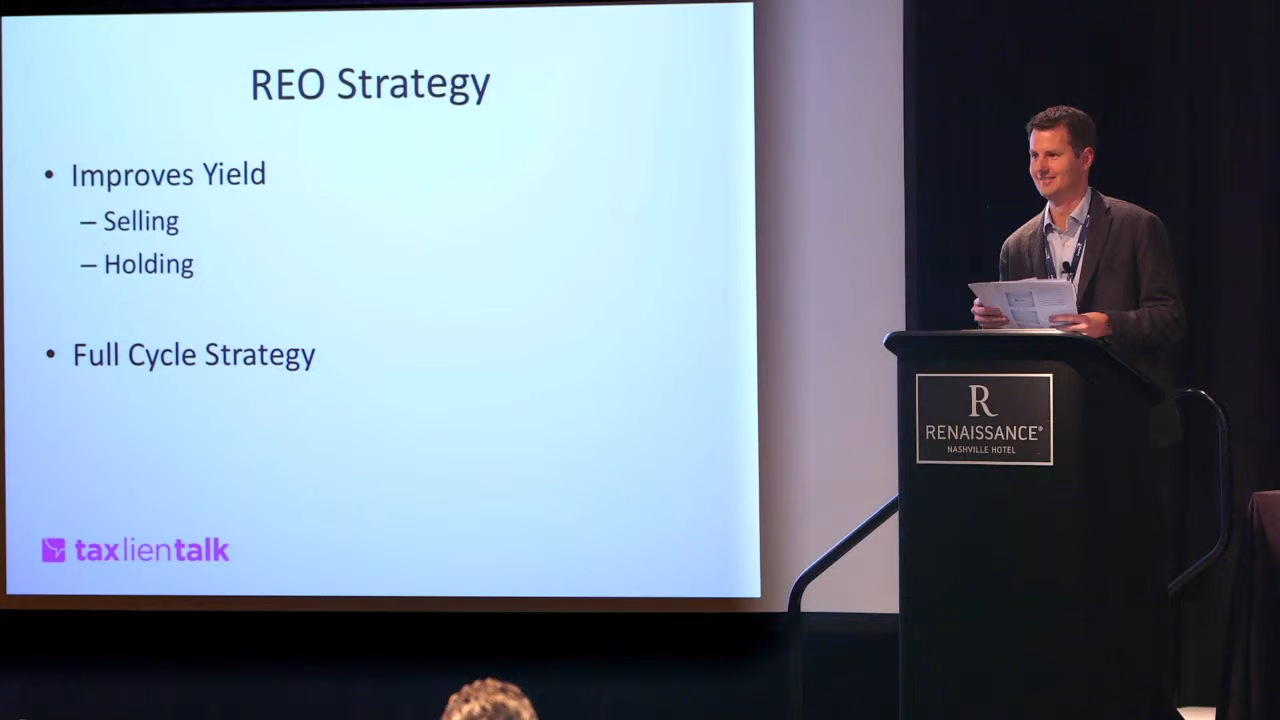 REO Strategy
• Improves Yield
– Selling
– Holding
• Full Cycle Strategy
taxlientalk
R
RENAISSANCE®
NASHVILLE HOTEL